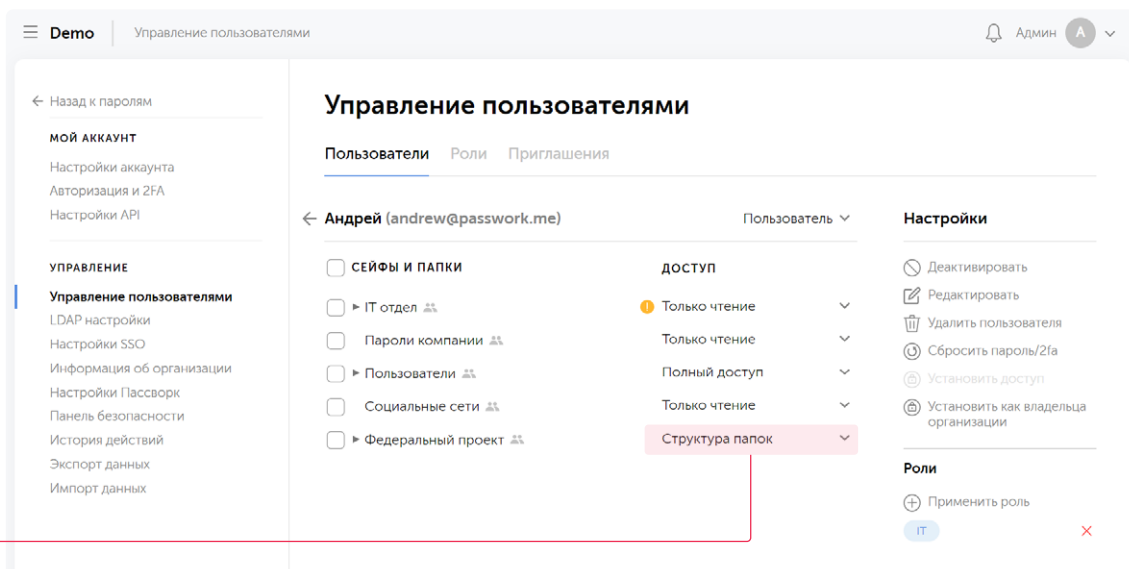 Demo
Управление пользователями
Админ
А
Назад к паролям
МОЙ АККАУНТ
Настройки аккаунта
Авторизация и 2FA
Настройки API
УПРАВЛЕНИЕ
Управление пользователями
LDAP настройки
Настройки SSO
Информация об организации
Настройки Пассворк
Панель безопасности
История действий
Экспорт данных
Импорт данных
Управление пользователями
Пользователи Роли Приглашения
Андрей (andrew@passwork.me) Пользователь
СЕЙФЫ И ПАПКИ ДОСТУП
IT отдел Только чтение
Пароли компании Только чтение
Пользователи Полный доступ
Социальные сети Только чтение
Федеральный проект Структура папок
Настройки
Деактивировать
Редактировать
Удалить пользователя
Сбросить пароль/2fa
Установить доступ
Установить как владельца
организации
Роли
Применить роль
IT